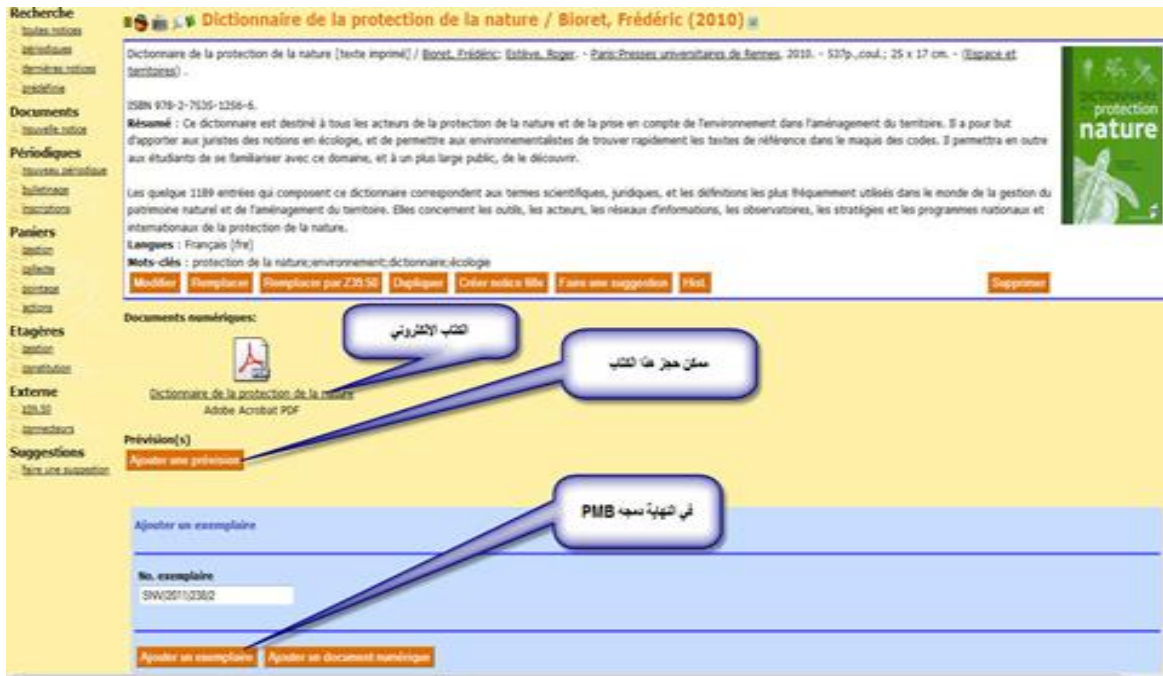 Recherche
toutes notices
périodiques
dernières notices
prédéfinie
Documents
nouvelle notice
Périodiques
nouveau périodique
bulletinage
inscriptions
Paniers
gestion
collecte
pointage
actions
Etagères
gestion
constitution
Externe
z39.50
connecteurs
Suggestions
faire une suggestion
Dictionnaire de la protection de la nature / Bioret, Frédéric (2010)
Dictionnaire de la protection de la nature [texte imprimé] / Bioret, Frédéric; Estève, Roger. - Paris:Presses universitaires de Rennes, 2010. - 537p.,coul.; 25 x 17 cm. - (Espace et
territoires) .
ISBN 978-2-7535-1256-6.
Résumé : Ce dictionnaire est destiné à tous les acteurs de la protection de la nature et de la prise en compte de l'environnement dans l'aménagement du territoire. Il a pour but
d'apporter aux juristes des notions en écologie, et de permettre aux environnementalistes de trouver rapidement les textes de référence dans le maquis des codes. Il permettra en outre
aux étudiants de se familiariser avec ce domaine, et à un plus large public, de le découvrir.
Les quelque 1189 entrées qui composent ce dictionnaire correspondent aux termes scientifiques, juridiques, et les définitions les plus fréquemment utilisés dans le monde de la gestion du
patrimoine naturel et de l'aménagement du territoire. Elles concernent les outils, les acteurs, les réseaux d'informations, les observatoires, les stratégies et les programmes nationaux et
internationaux de la protection de la nature.
Langues : Français (fre)
Mots-clés : protection de la nature;environnement;dictionnaire;écologie
Modifier Remplacer Remplacer par Z39.50 Dupliquer Créer notice fille Faire une suggestion Hist. Supprimer
DICTIONNAIRE
protection
nature
Documents numériques:
الكتاب الالكتروني
ممكن حجز هذا الكتاب
Dictionnaire de la protection de la nature
Adobe Acrobat PDF
Prévision(s)
Ajouter une prévision
في النهاية دمجه PMB
Ajouter un exemplaire
No. exemplaire
SNV/2011/238/2
Ajouter un exemplaire Ajouter un document numérique